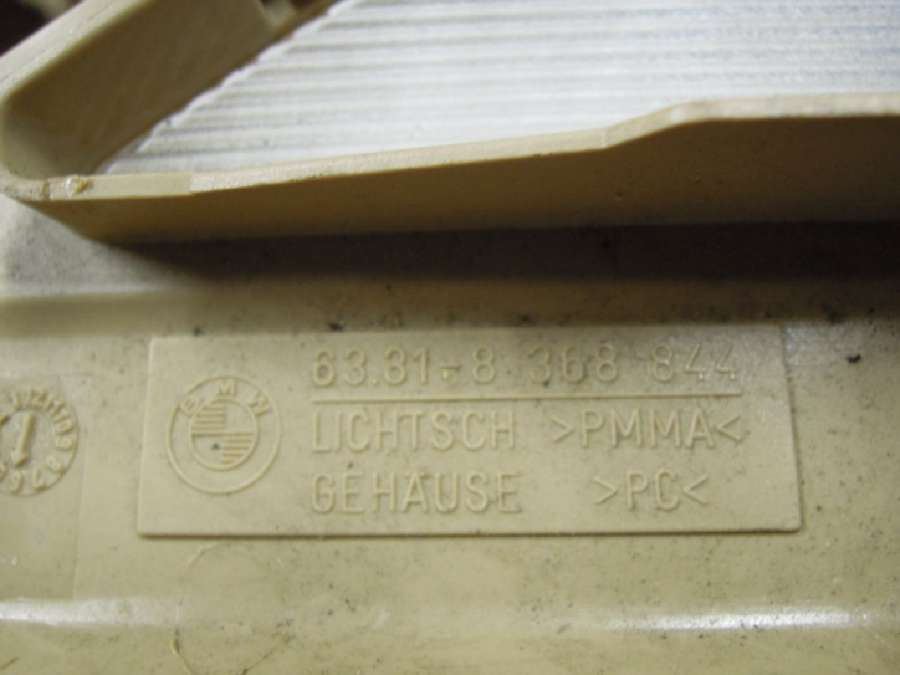 63.31-8 368 844
BMW
LICHTSCH >PMMA<
GEHÄUSE >PC<